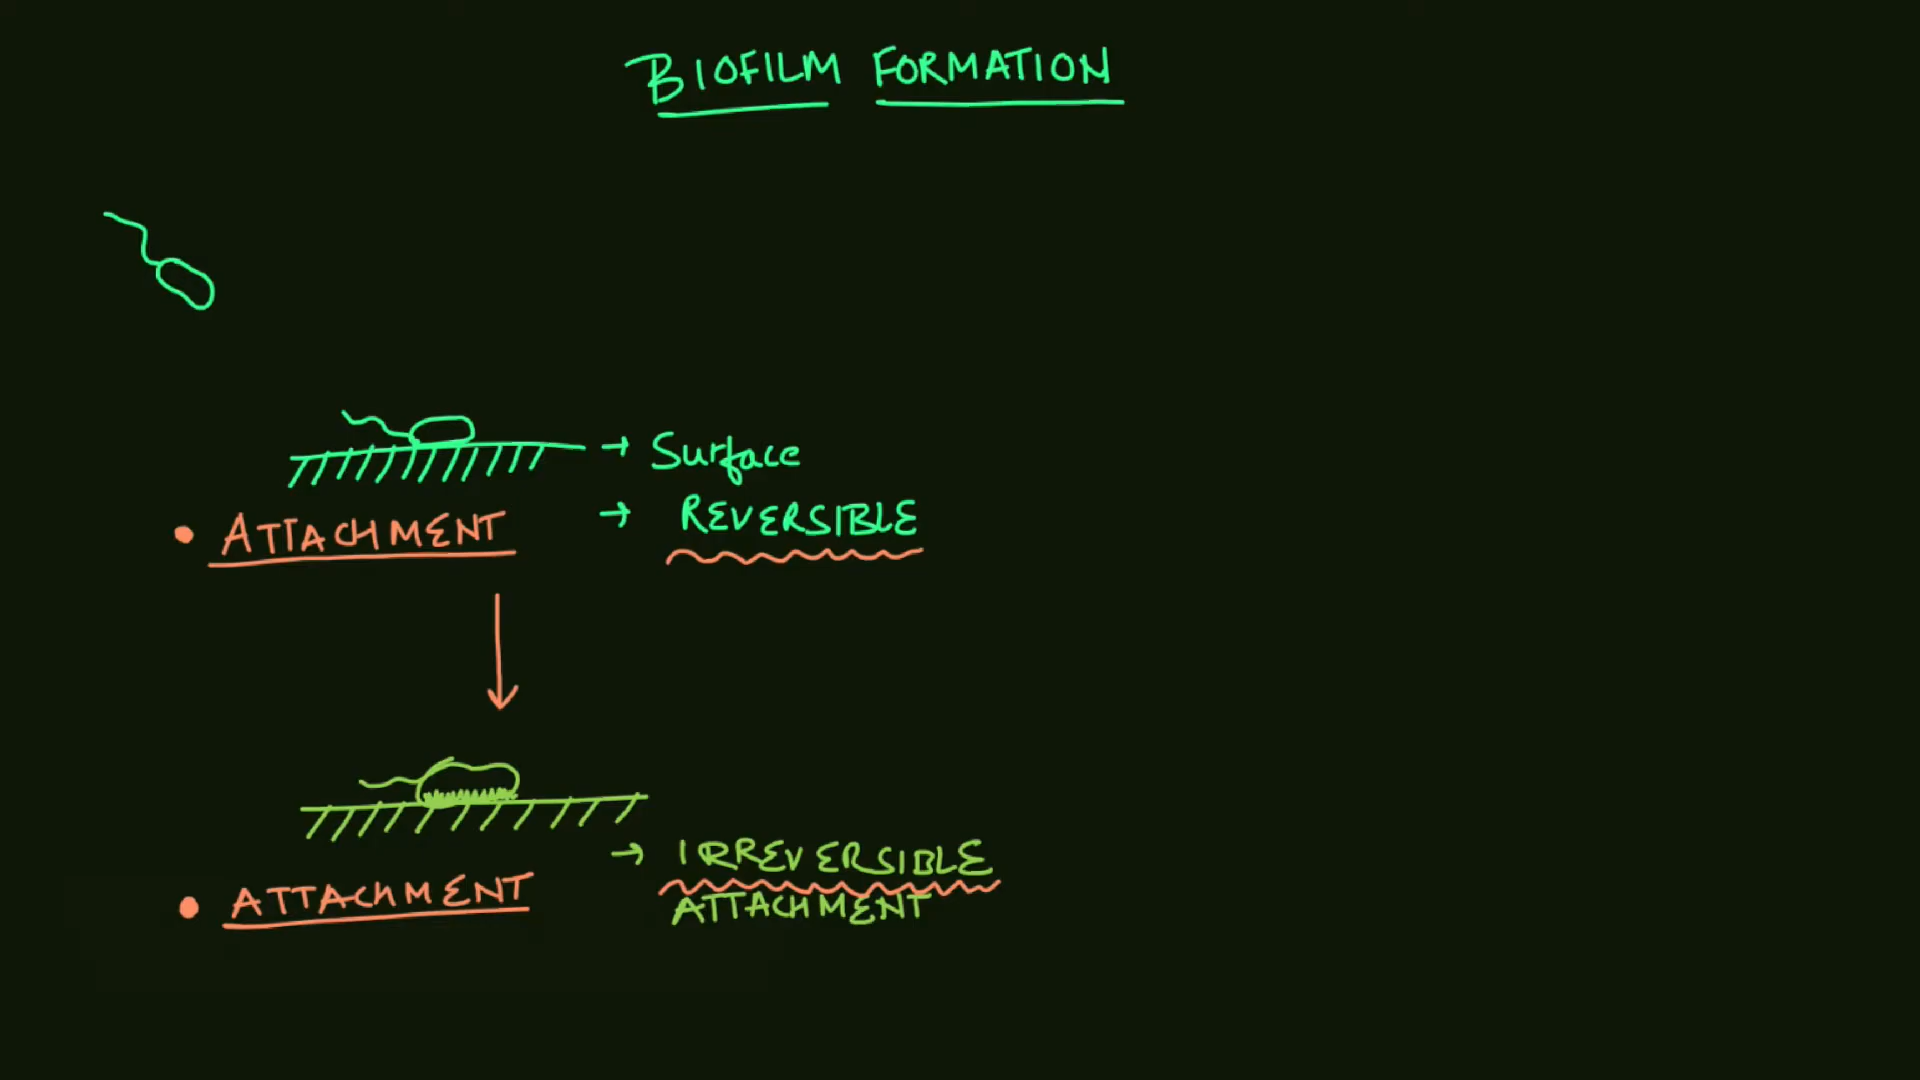 BIOFILM FORMATION
→ Surface
• ATTACHMENT → REVERSIBLE
→ IRREVERSIBLE
• ATTACHMENT ATTACHMENT